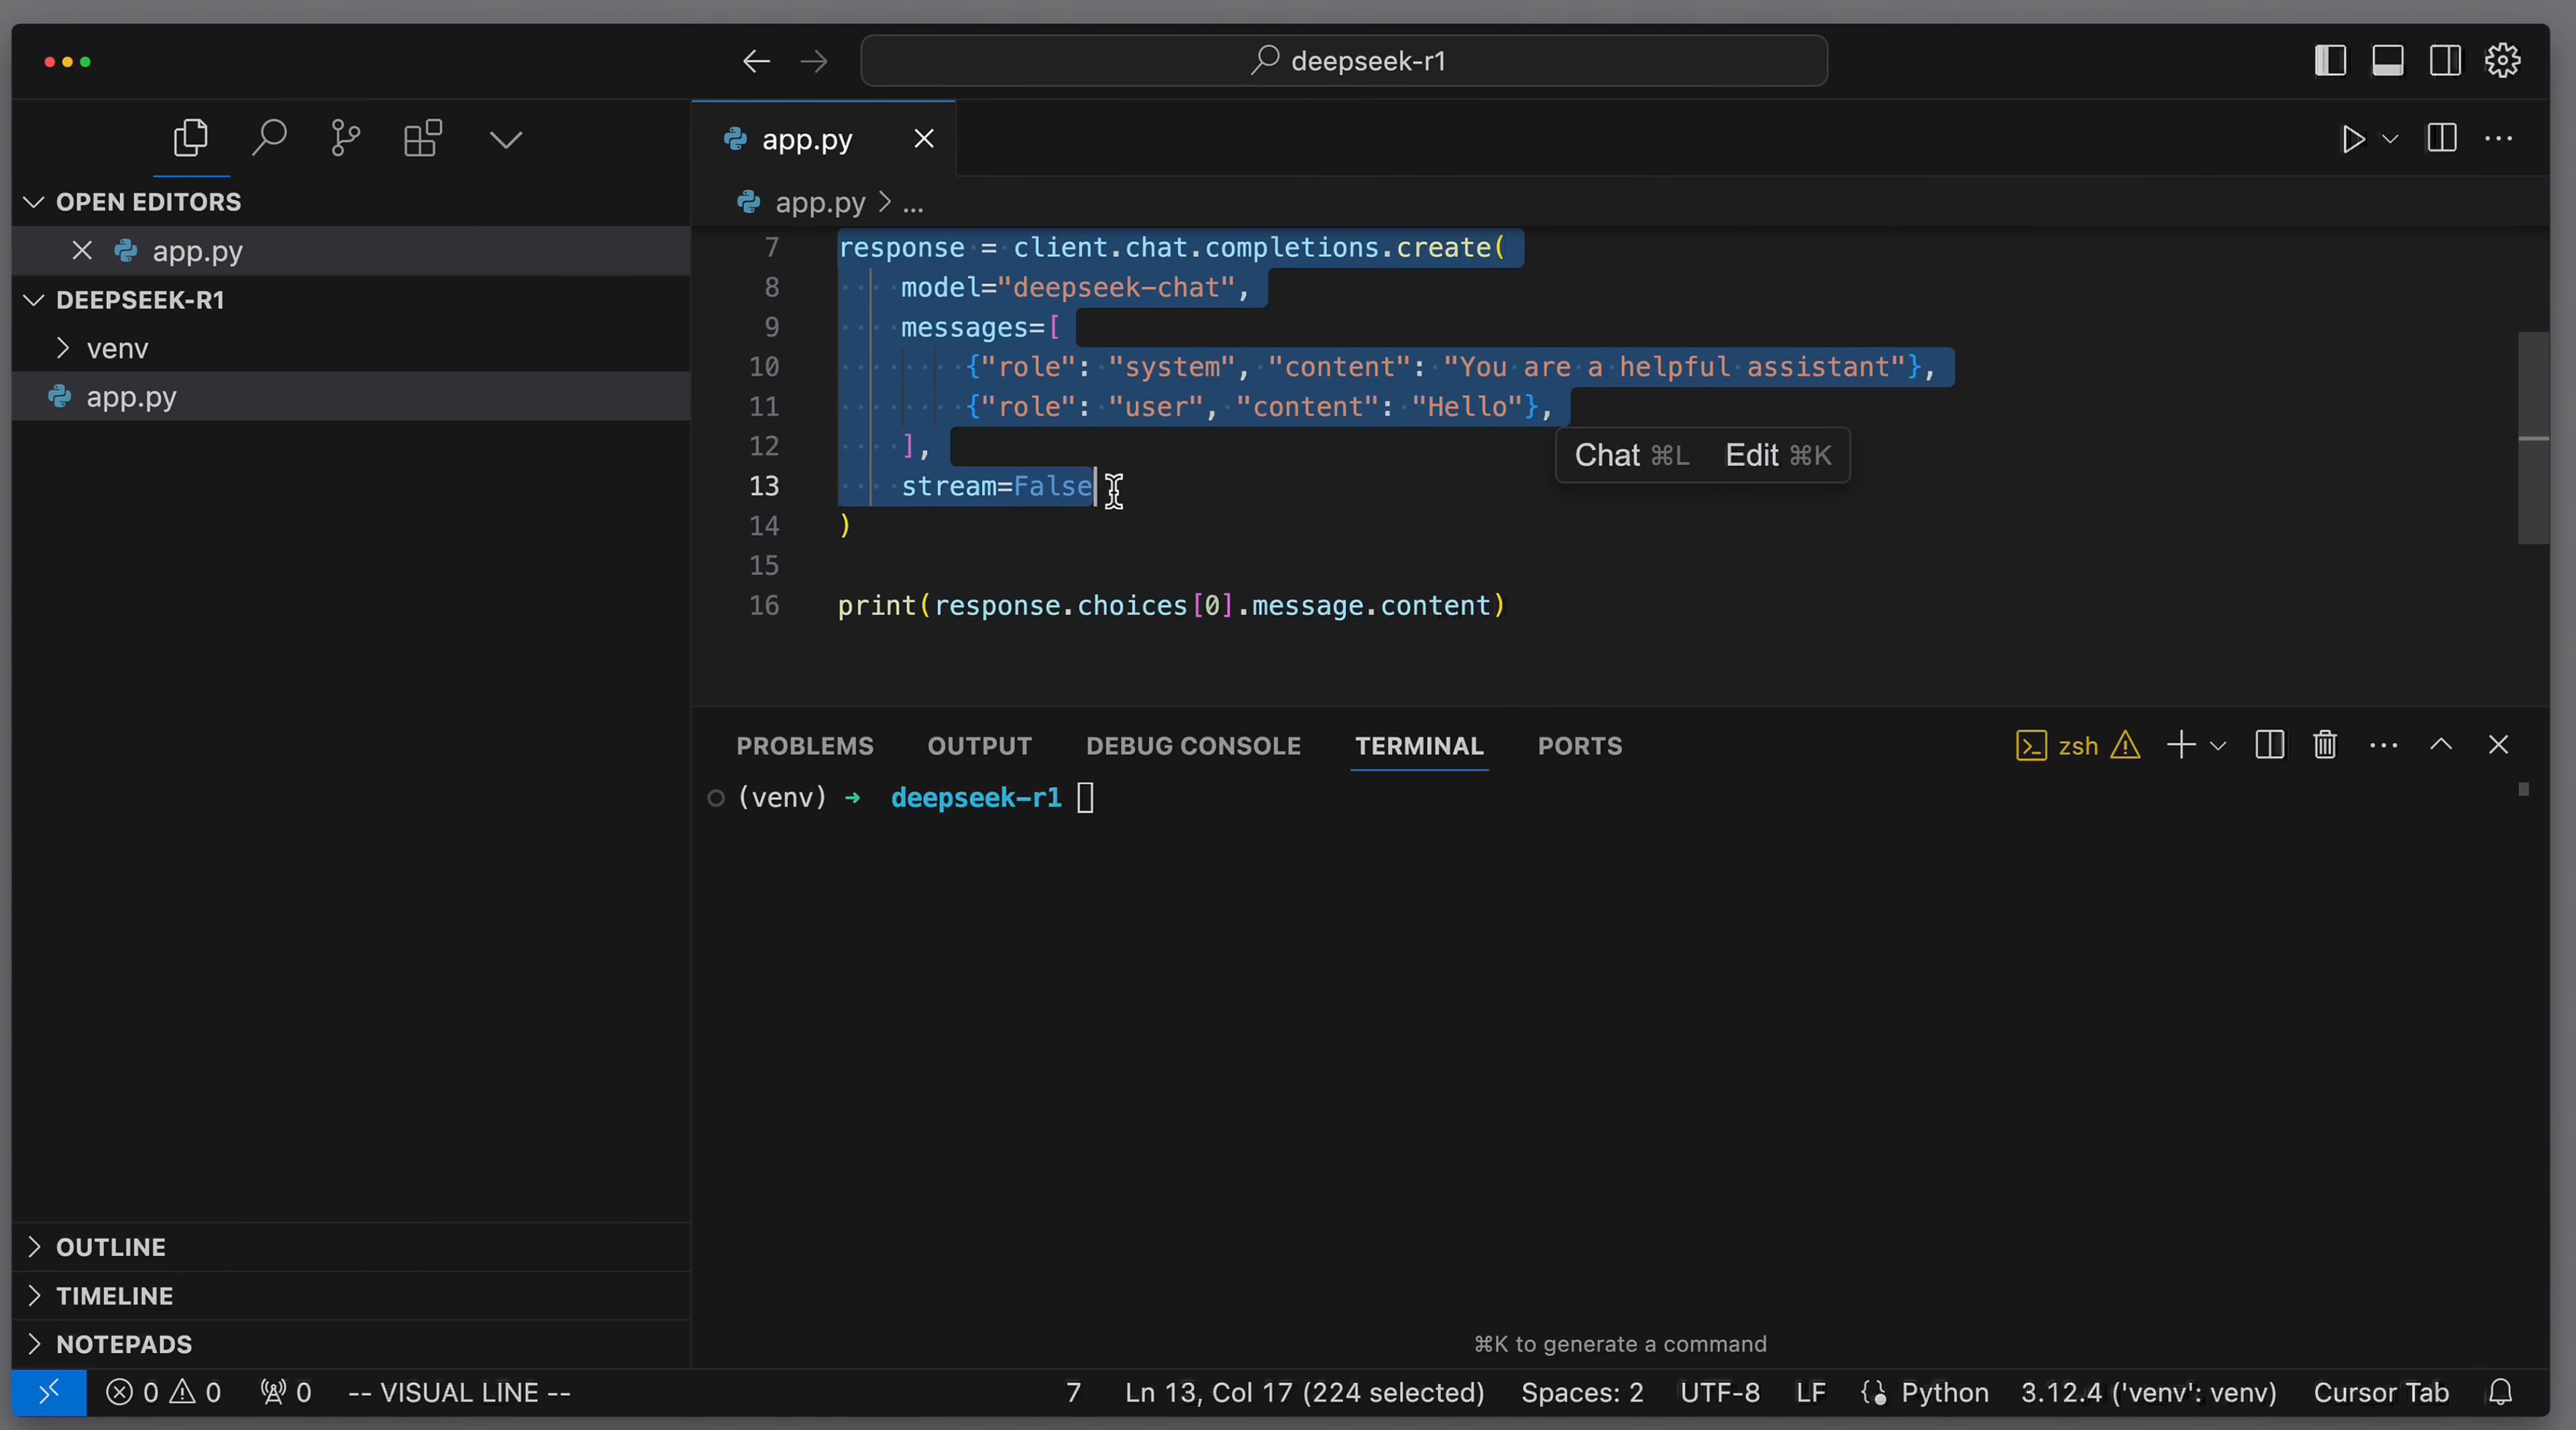 deepseek-r1
app.py
OPEN EDITORS
app.py
DEEPSEEK-R1
venv
app.py
app.py > ...
7 response = client.chat.completions.create(
8     model="deepseek-chat",
9     messages=[
10         {"role": "system", "content": "You are a helpful assistant"},
11         {"role": "user", "content": "Hello"},
12     ],
Chat ⌘L Edit ⌘K
13     stream=False
14 )
15
16 print(response.choices[0].message.content)
PROBLEMS OUTPUT DEBUG CONSOLE TERMINAL PORTS
zsh
(venv) ➜ deepseek-r1
OUTLINE
TIMELINE
NOTEPADS
⌘K to generate a command
0 0 0 -- VISUAL LINE -- 7 Ln 13, Col 17 (224 selected) Spaces: 2 UTF-8 LF Python 3.12.4 ('venv': venv) Cursor Tab